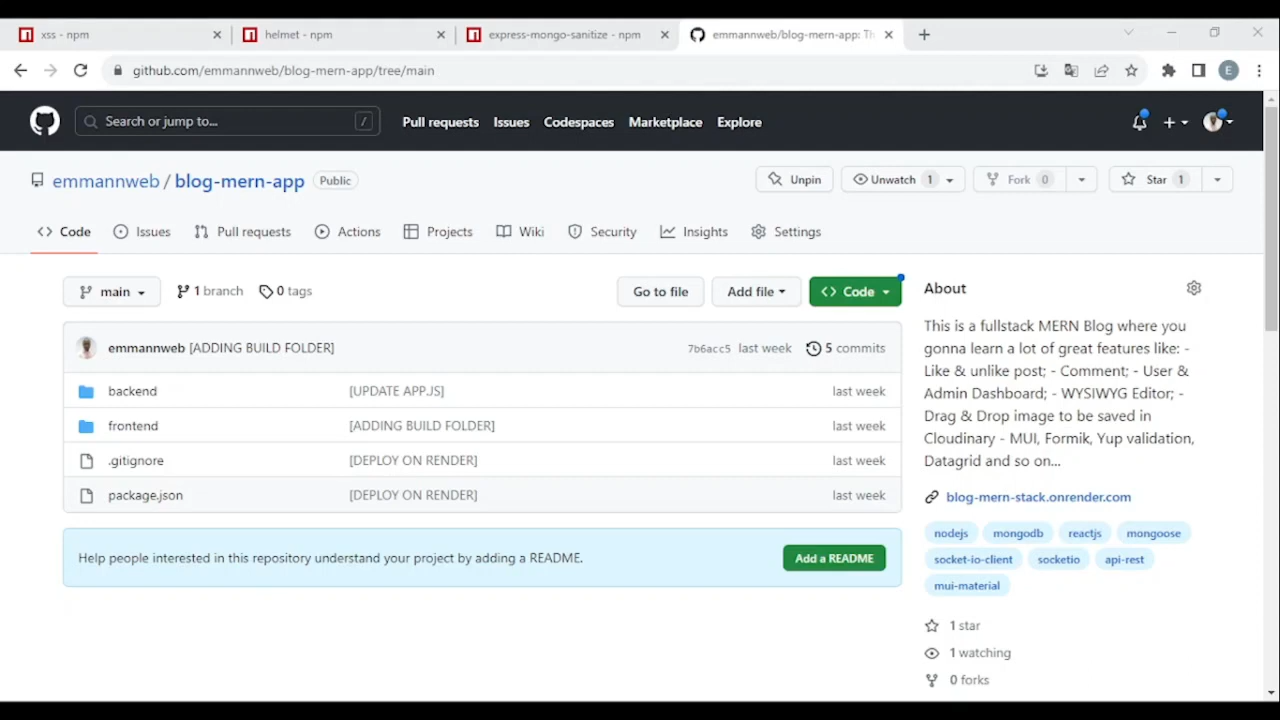 xss - npm
helmet - npm
express-mongo-sanitize - npm
emmannweb/blog-mern-app: Th
github.com/emmannweb/blog-mern-app/tree/main
E
Search or jump to...
/
Pull requests
Issues
Codespaces
Marketplace
Explore
emmannweb / blog-mern-app
Public
Unpin
Unwatch 1
Fork 0
Star 1
Code
Issues
Pull requests
Actions
Projects
Wiki
Security
Insights
Settings
main
1 branch
0 tags
Go to file
Add file
Code
emmannweb [ADDING BUILD FOLDER]
7b6acc5 last week
5 commits
backend
[UPDATE APP.JS]
last week
frontend
[ADDING BUILD FOLDER]
last week
.gitignore
[DEPLOY ON RENDER]
last week
package.json
[DEPLOY ON RENDER]
last week
Help people interested in this repository understand your project by adding a README.
Add a README
About
This is a fullstack MERN Blog where you
gonna learn a lot of great features like: -
Like & unlike post; - Comment; - User &
Admin Dashboard; - WYSIWYG Editor; -
Drag & Drop image to be saved in
Cloudinary - MUI, Formik, Yup validation,
Datagrid and so on...
blog-mern-stack.onrender.com
nodejs
mongodb
reactjs
mongoose
socket-io-client
socketio
api-rest
mui-material
1 star
1 watching
0 forks